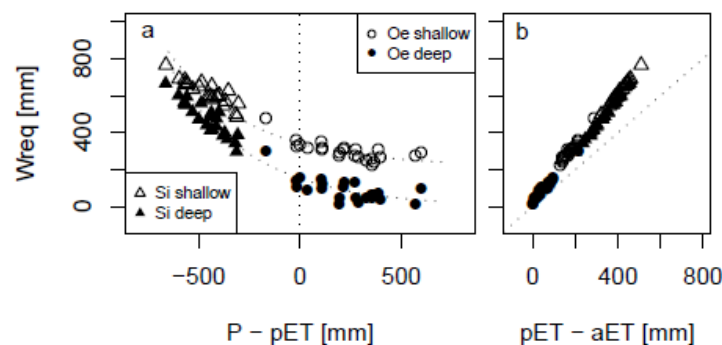 a
Oe shallow
Oe deep
Si shallow
Si deep
Wreq [mm]
0
400
800
−500
0
500
P − pET [mm]
b
0
400
800
pET − aET [mm]